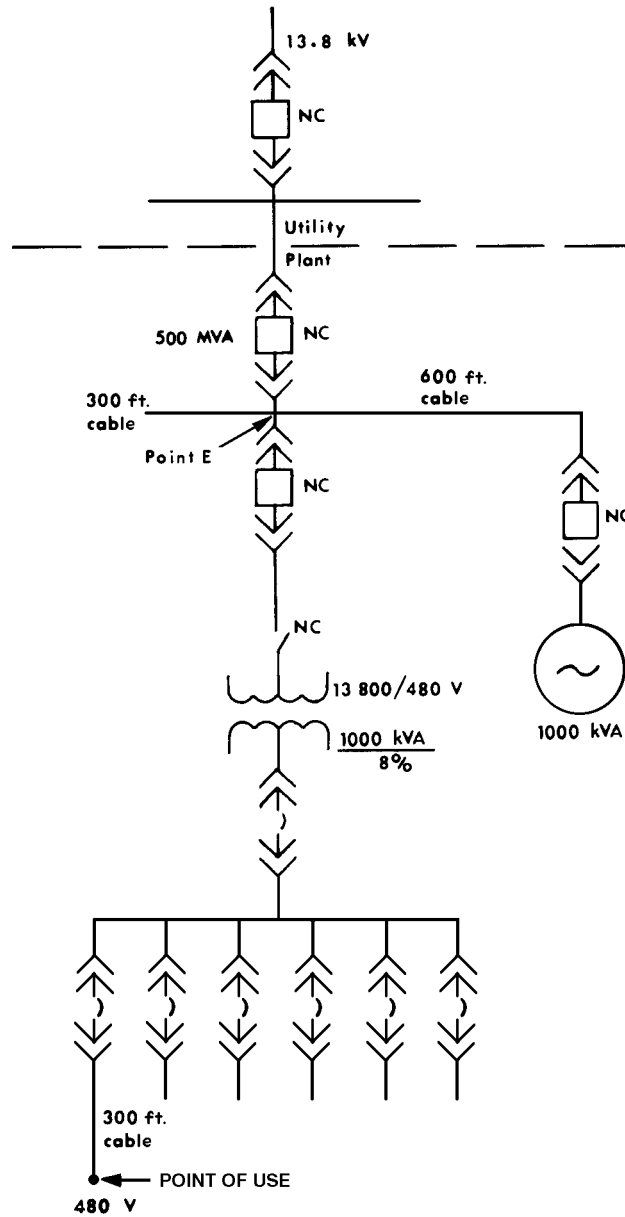 13.8 kV
NC
Utility
Plant
500 MVA
NC
600 ft.
cable
300 ft.
cable
Point E
NC
NC
NC
13 800/480 V
1000 kVA
8%
1000 kVA
300 ft.
cable
POINT OF USE
480 V